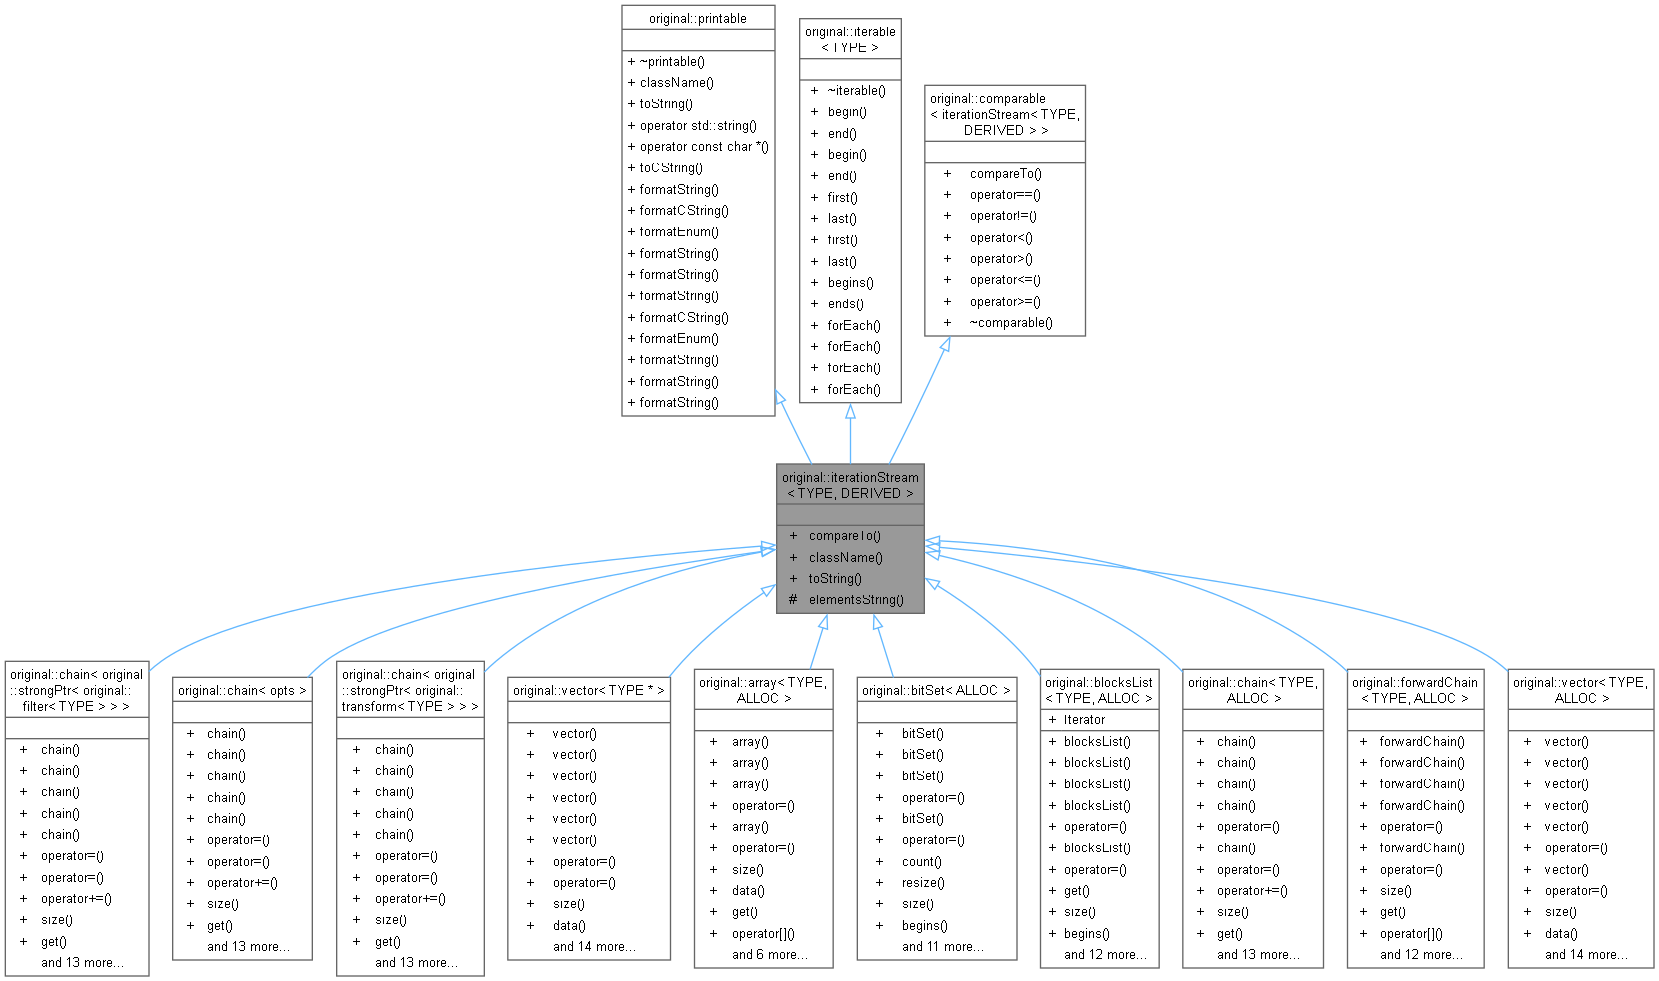 original::printable
+ ~printable()
+ className()
+ toString()
+ operator std::string()
+ operator const char *()
+ toCString()
+ formatString()
+ formatCString()
+ formatEnum()
+ formatString()
+ formatString()
+ formatString()
+ formatCString()
+ formatEnum()
+ formatString()
+ formatString()
+ formatString()
original::iterable
< TYPE >
+ ~iterable()
+ begin()
+ end()
+ begin()
+ end()
+ first()
+ last()
+ first()
+ last()
+ begins()
+ ends()
+ forEach()
+ forEach()
+ forEach()
+ forEach()
original::comparable
< iterationStream< TYPE,
DERIVED > >
+ compareTo()
+ operator==()
+ operator!=()
+ operator<()
+ operator>()
+ operator<=()
+ operator>=()
+ ~comparable()
original::iterationStream
< TYPE, DERIVED >
+ compareTo()
+ className()
+ toString()
# elementsString()
original::chain< original
::strongPtr< original::
filter< TYPE > > >
+ chain()
+ chain()
+ chain()
+ chain()
+ chain()
+ operator=()
+ operator=()
+ operator+=()
+ size()
+ get()
and 13 more...
original::chain< opts >
+ chain()
+ chain()
+ chain()
+ chain()
+ chain()
+ operator=()
+ operator=()
+ operator+=()
+ size()
+ get()
and 13 more...
original::chain< original
::strongPtr< original::
transform< TYPE > > >
+ chain()
+ chain()
+ chain()
+ chain()
+ chain()
+ operator=()
+ operator=()
+ operator+=()
+ size()
+ get()
and 13 more...
original::vector< TYPE * >
+ vector()
+ vector()
+ vector()
+ vector()
+ vector()
+ vector()
+ operator=()
+ operator=()
+ size()
+ data()
and 14 more...
original::array< TYPE,
ALLOC >
+ array()
+ array()
+ array()
+ operator=()
+ array()
+ operator=()
+ size()
+ data()
+ get()
+ operator[]()
and 6 more...
original::bitSet< ALLOC >
+ bitSet()
+ bitSet()
+ bitSet()
+ operator=()
+ bitSet()
+ operator=()
+ count()
+ resize()
+ size()
+ begins()
and 11 more...
original::blocksList
< TYPE, ALLOC >
+ Iterator
+ blocksList()
+ blocksList()
+ blocksList()
+ blocksList()
+ operator=()
+ blocksList()
+ operator=()
+ get()
+ size()
+ begins()
and 12 more...
original::chain< TYPE,
ALLOC >
+ chain()
+ chain()
+ chain()
+ chain()
+ operator=()
+ chain()
+ operator=()
+ operator+=()
+ size()
+ get()
and 13 more...
original::forwardChain
< TYPE, ALLOC >
+ forwardChain()
+ forwardChain()
+ forwardChain()
+ forwardChain()
+ operator=()
+ forwardChain()
+ operator=()
+ size()
+ get()
+ operator[]()
and 12 more...
original::vector< TYPE,
ALLOC >
+ vector()
+ vector()
+ vector()
+ vector()
+ vector()
+ operator=()
+ vector()
+ operator=()
+ size()
+ data()
and 14 more...